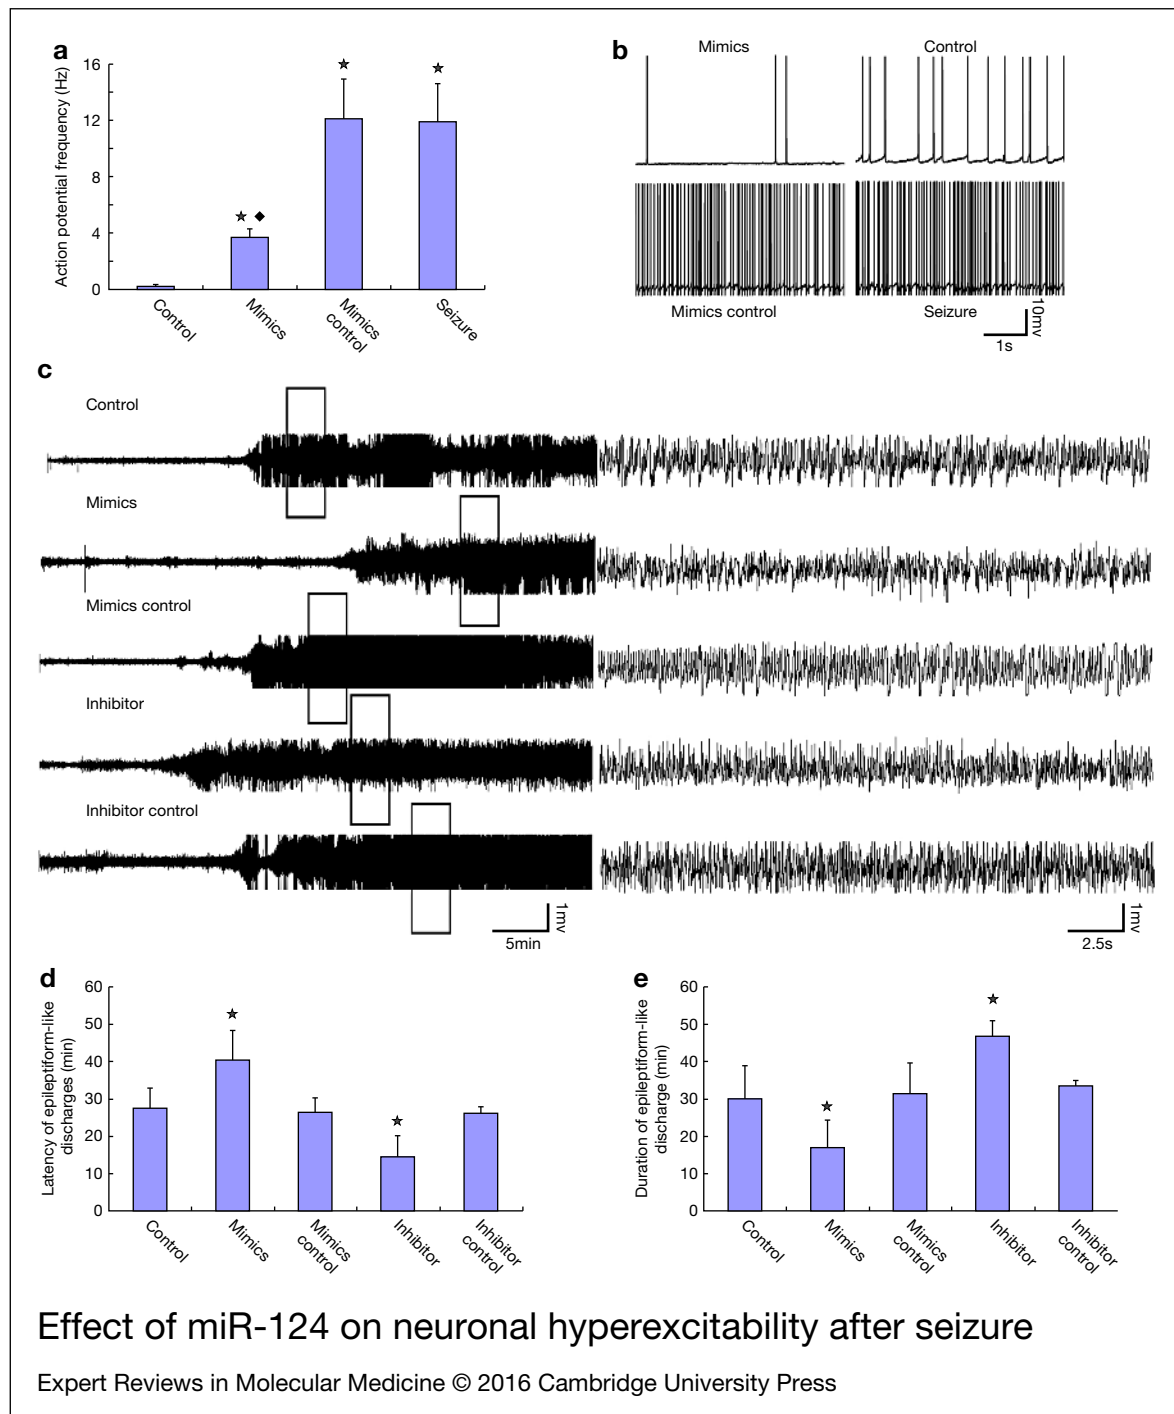 a
Action potential frequency (Hz)
16
12
8
4
0
Control
Mimics
Mimics
control
Seizure
b
Mimics
Control
Mimics control
Seizure
10mv
1s
c
Control
Mimics
Mimics control
Inhibitor
Inhibitor control
1mv
5min
1mv
2.5s
d
Latency of epileptiform-like
discharges (min)
60
50
40
30
20
10
0
Control
Mimics
Mimics
control
Inhibitor
Inhibitor
control
e
Duration of epileptiform-like
discharge (min)
60
50
40
30
20
10
0
Control
Mimics
Mimics
control
Inhibitor
Inhibitor
control
Effect of miR-124 on neuronal hyperexcitability after seizure
Expert Reviews in Molecular Medicine © 2016 Cambridge University Press